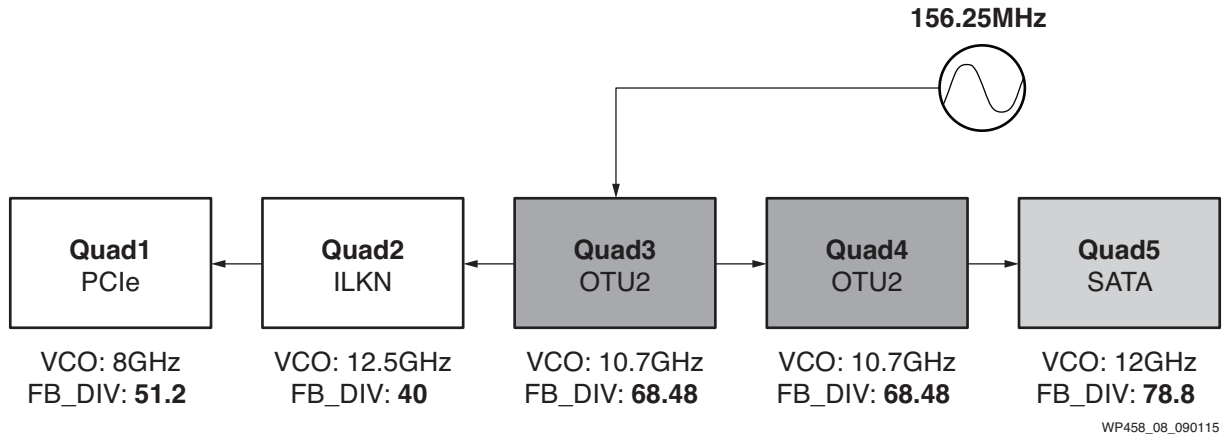 156.25MHz
Quad1
PCIe
Quad2
ILKN
Quad3
OTU2
Quad4
OTU2
Quad5
SATA
VCO: 8GHz
FB_DIV: 51.2
VCO: 12.5GHz
FB_DIV: 40
VCO: 10.7GHz
FB_DIV: 68.48
VCO: 10.7GHz
FB_DIV: 68.48
VCO: 12GHz
FB_DIV: 78.8
WP458_08_090115